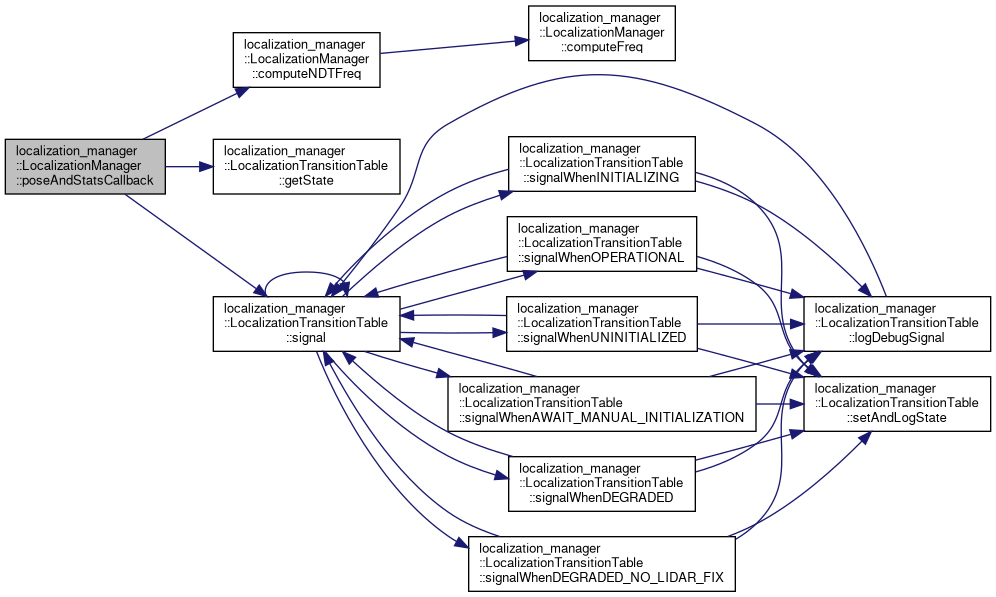 localization_manager
::LocalizationManager
::computeFreq
localization_manager
::LocalizationManager
::computeNDTFreq
localization_manager
::LocalizationManager
::poseAndStatsCallback
localization_manager
::LocalizationTransitionTable
::getState
localization_manager
::LocalizationTransitionTable
::signalWhenINITIALIZING
localization_manager
::LocalizationTransitionTable
::signalWhenOPERATIONAL
localization_manager
::LocalizationTransitionTable
::signal
localization_manager
::LocalizationTransitionTable
::signalWhenUNINITIALIZED
localization_manager
::LocalizationTransitionTable
::logDebugSignal
localization_manager
::LocalizationTransitionTable
::signalWhenAWAIT_MANUAL_INITIALIZATION
localization_manager
::LocalizationTransitionTable
::setAndLogState
localization_manager
::LocalizationTransitionTable
::signalWhenDEGRADED
localization_manager
::LocalizationTransitionTable
::signalWhenDEGRADED_NO_LIDAR_FIX